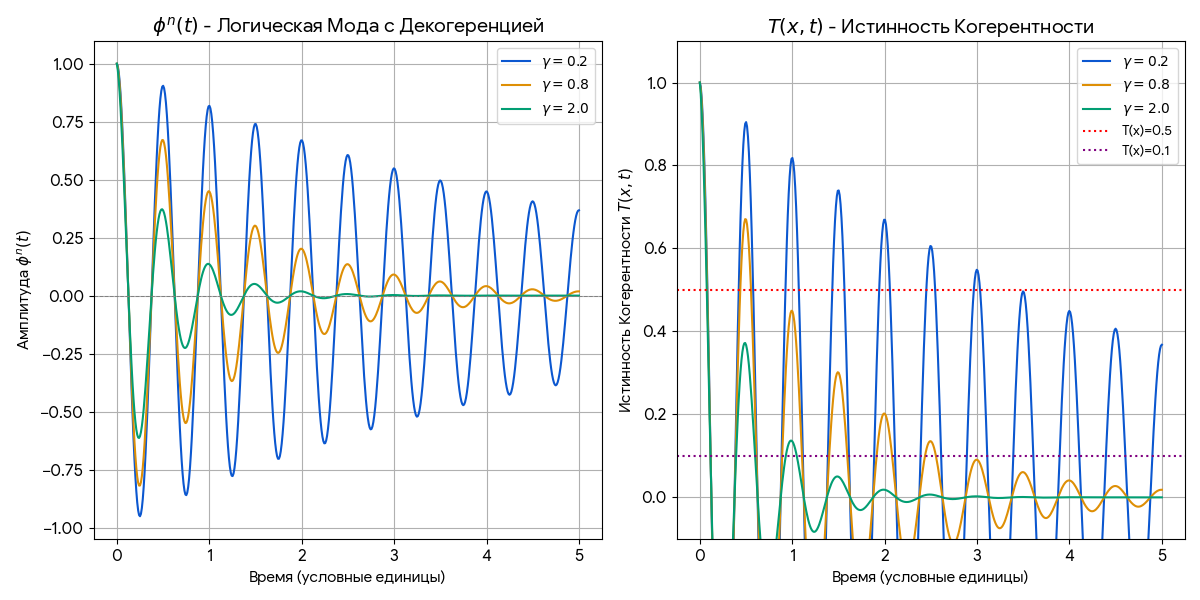 ϕⁿ(t) - Логическая Мода с Декогеренцией
1.00
0.75
0.50
0.25
0.00
−0.25
−0.50
−0.75
−1.00
Амплитуда ϕⁿ(t)
γ = 0.2
γ = 0.8
γ = 2.0
0 1 2 3 4 5
Время (условные единицы)
T(x, t) - Истинность Когерентности
1.0
0.8
0.6
0.4
0.2
0.0
Истинность Когерентности T(x, t)
γ = 0.2
γ = 0.8
γ = 2.0
T(x)=0.5
T(x)=0.1
0 1 2 3 4 5
Время (условные единицы)